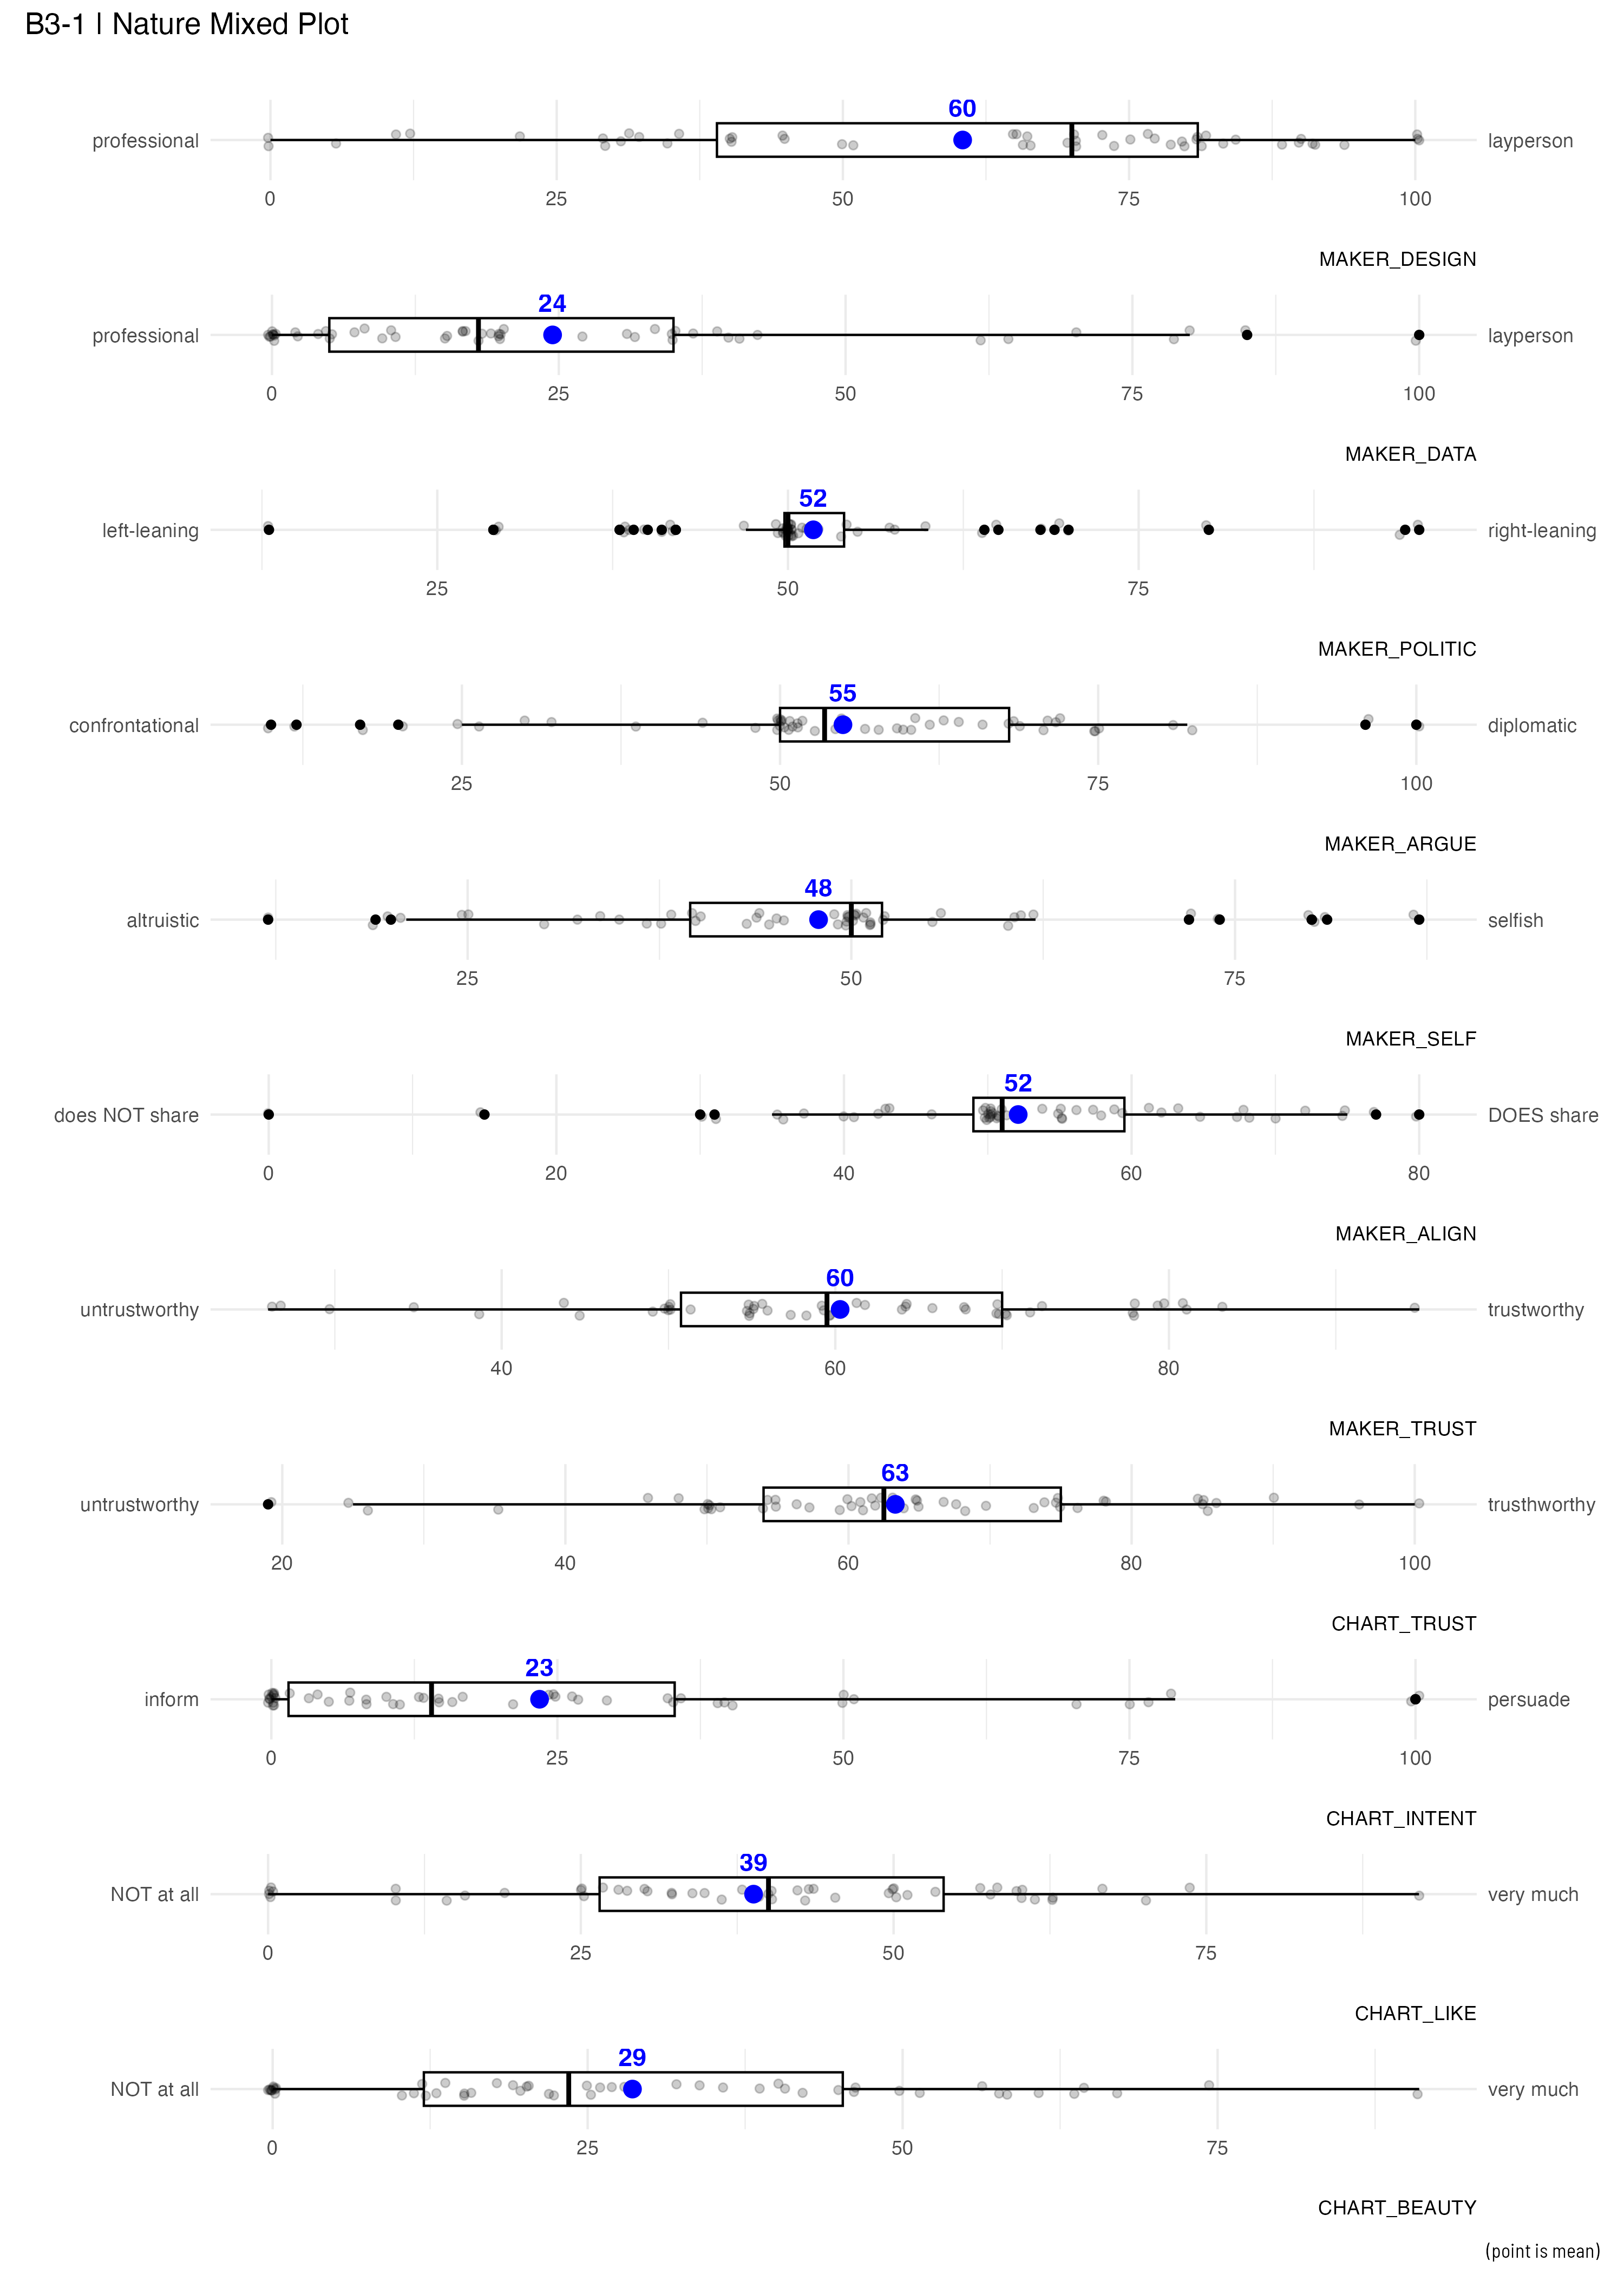 B3-1 | Nature Mixed Plot
60
professional layperson
0 25 50 75 100
MAKER_DESIGN
24
professional layperson
0 25 50 75 100
MAKER_DATA
52
left-leaning right-leaning
25 50 75
MAKER_POLITIC
55
confrontational diplomatic
25 50 75 100
MAKER_ARGUE
48
altruistic selfish
25 50 75
MAKER_SELF
52
does NOT share DOES share
0 20 40 60 80
MAKER_ALIGN
60
untrustworthy trustworthy
40 60 80
MAKER_TRUST
63
untrustworthy trusthworthy
20 40 60 80 100
CHART_TRUST
23
inform persuade
0 25 50 75 100
CHART_INTENT
39
NOT at all very much
0 25 50 75
CHART_LIKE
29
NOT at all very much
0 25 50 75
CHART_BEAUTY
(point is mean)